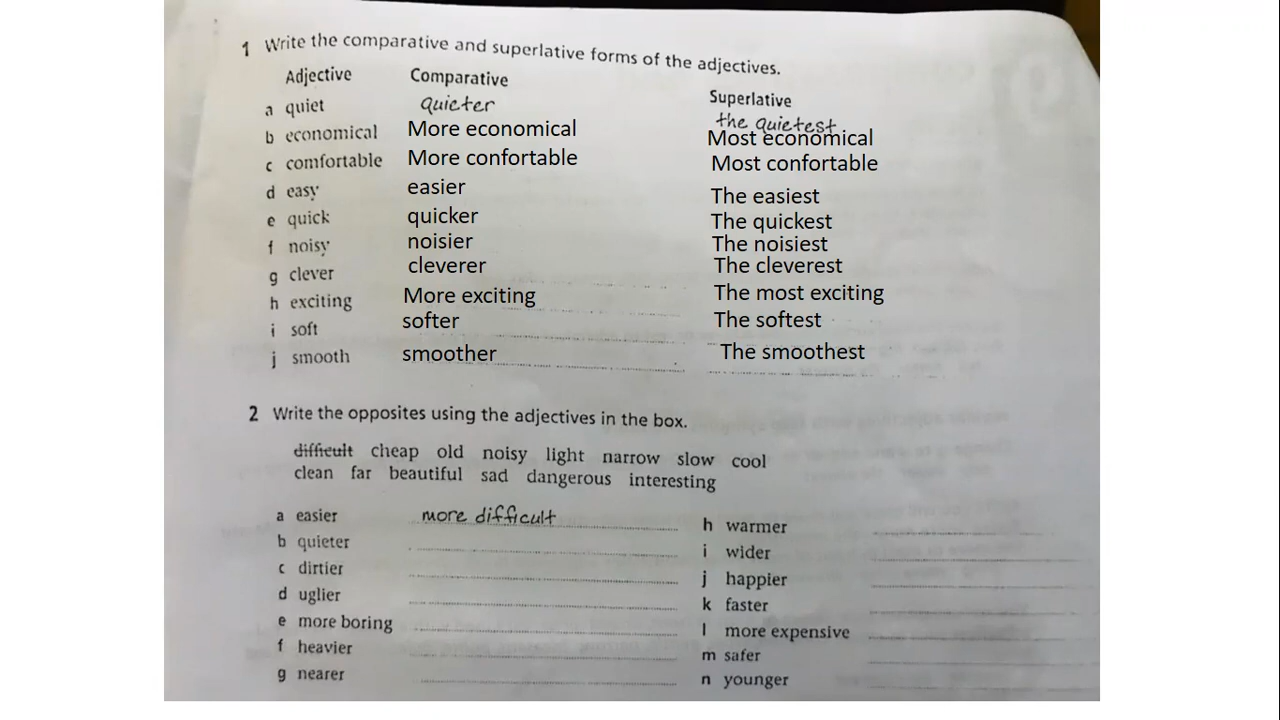 1 Write the comparative and superlative forms of the adjectives.
Adjective Comparative Superlative
a quiet quieter the quietest
b economical More economical Most economical
c comfortable More confortable Most confortable
d easy easier The easiest
e quick quicker The quickest
f noisy noisier The noisiest
g clever cleverer The cleverest
h exciting More exciting The most exciting
i soft softer The softest
j smooth smoother The smoothest
2 Write the opposites using the adjectives in the box.
difficult cheap old noisy light narrow slow cool
clean far beautiful sad dangerous interesting
a easier more difficult
b quieter
c dirtier
d uglier
e more boring
f heavier
g nearer
h warmer
i wider
j happier
k faster
l more expensive
m safer
n younger